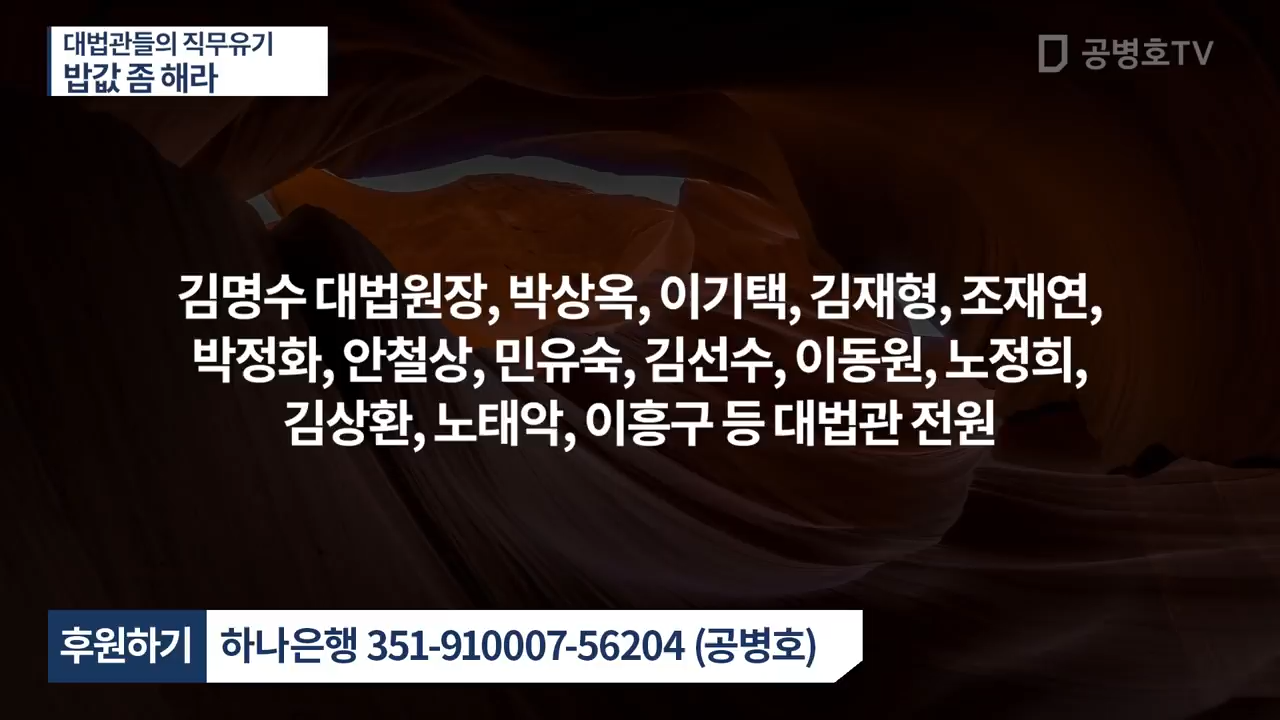 대법관들의 직무유기
밥값 좀 해라
공병호TV
김명수 대법원장, 박상옥, 이기택, 김재형, 조재연,
박정화, 안철상, 민유숙, 김선수, 이동원, 노정희,
김상환, 노태악, 이흥구 등 대법관 전원
후원하기 하나은행 351-910007-56204 (공병호)